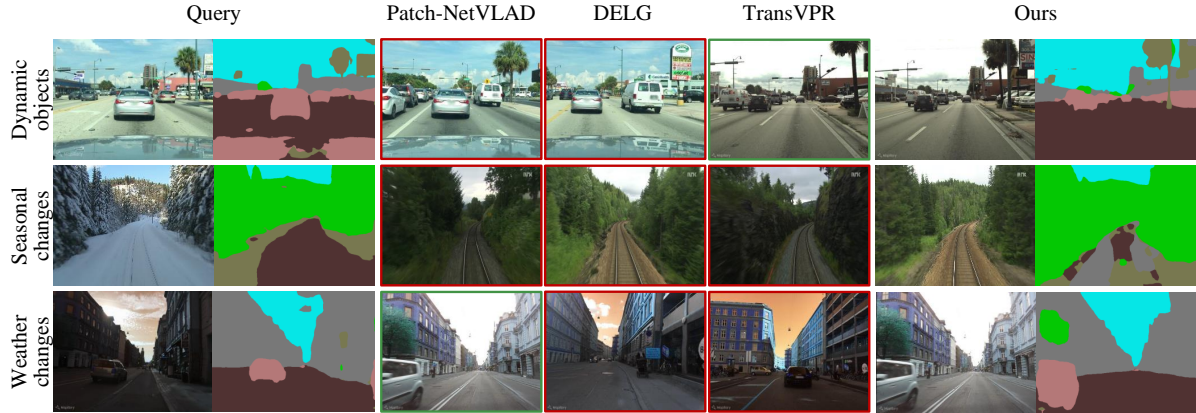 Query Patch-NetVLAD DELG TransVPR Ours
Dynamic
objects
Seasonal
changes
Weather
changes